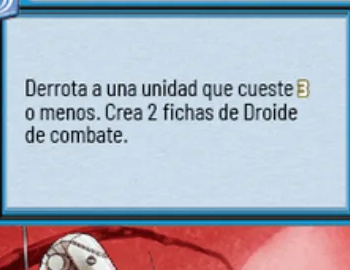 Derrota a una unidad que cueste 3
o menos. Crea 2 fichas de Droide
de combate.